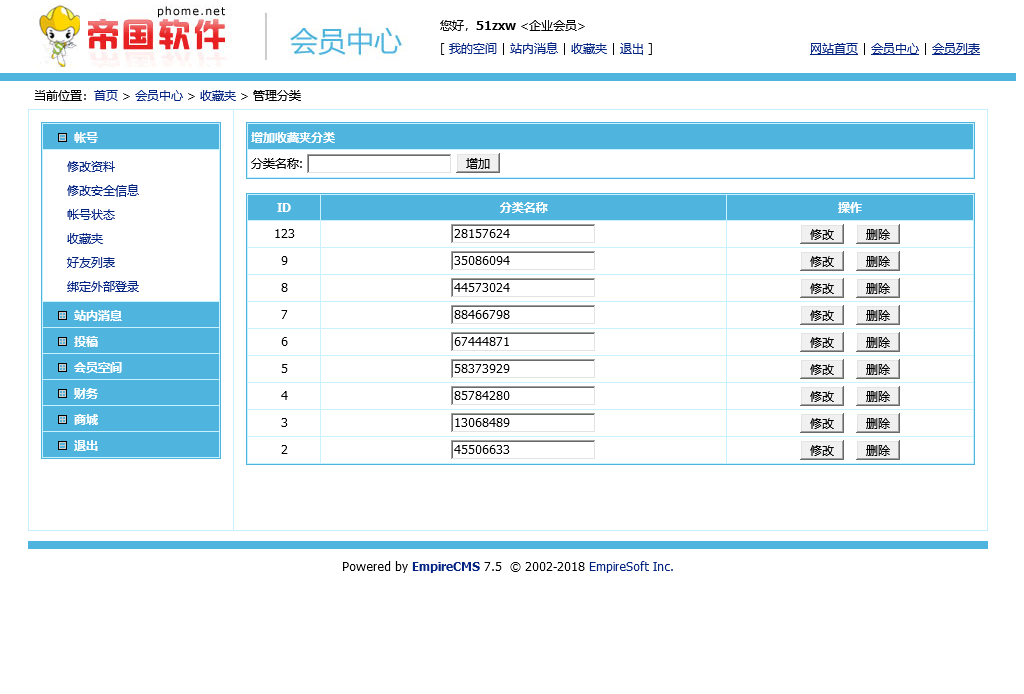 phome.net
帝国软件
会员中心
您好，51zxw <企业会员>
[ 我的空间 | 站内消息 | 收藏夹 | 退出 ]
网站首页 | 会员中心 | 会员列表
当前位置：首页 > 会员中心 > 收藏夹 > 管理分类
帐号
修改资料
修改安全信息
帐号状态
收藏夹
好友列表
绑定外部登录
站内消息
投稿
会员空间
财务
商城
退出
增加收藏夹分类
分类名称: 增加
ID 分类名称 操作
123 28157624 修改 删除
9 35086094 修改 删除
8 44573024 修改 删除
7 88466798 修改 删除
6 67444871 修改 删除
5 58373929 修改 删除
4 85784280 修改 删除
3 13068489 修改 删除
2 45506633 修改 删除
Powered by EmpireCMS 7.5 © 2002-2018 EmpireSoft Inc.